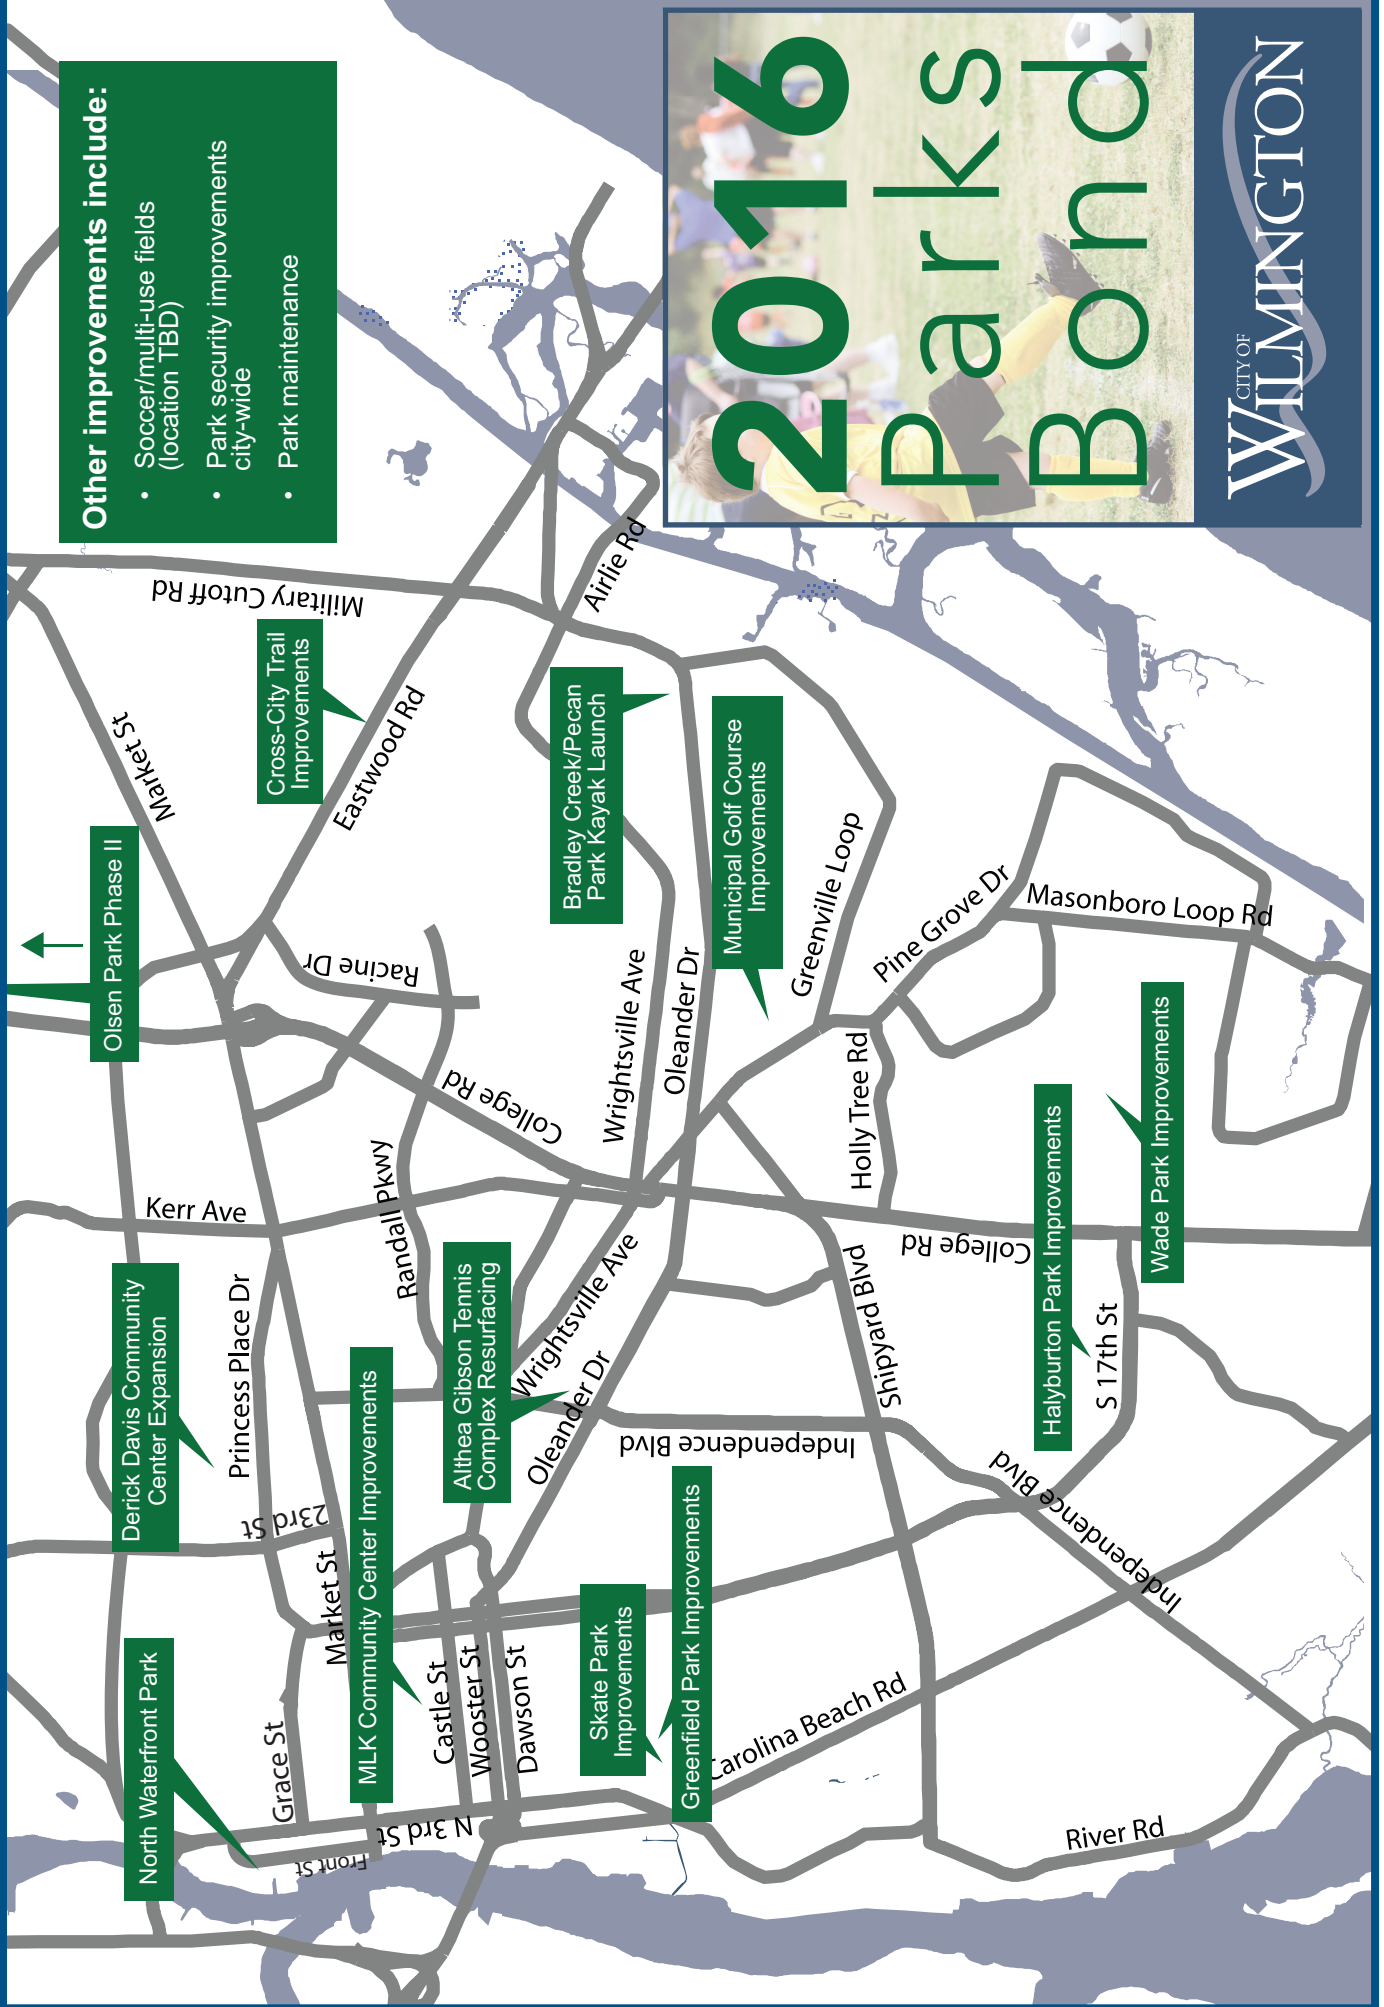 Other improvements include:
• Soccer/multi-use fields
(location TBD)
• Park security improvements
city-wide
• Park maintenance
2016
Parks
Bond
CITY OF
WILMINGTON
Olsen Park Phase II
Cross-City Trail
Improvements
Bradley Creek/Pecan
Park Kayak Launch
Municipal Golf Course
Improvements
Derick Davis Community
Center Expansion
Althea Gibson Tennis
Complex Resurfacing
MLK Community Center Improvements
North Waterfront Park
Skate Park
Improvements
Greenfield Park Improvements
Halyburton Park Improvements
Wade Park Improvements
Military Cutoff Rd
Market St
Eastwood Rd
Airlie Rd
Racine Dr
College Rd
Wrightsville Ave
Oleander Dr
Greenville Loop
Pine Grove Dr
Masonboro Loop Rd
Holly Tree Rd
Kerr Ave
Randall Pkwy
Princess Place Dr
Wrightsville Ave
Oleander Dr
College Rd
Shipyard Blvd
S 17th St
Independence Blvd
Independence Blvd
23rd St
Market St
Grace St
Castle St
Wooster St
Dawson St
N 3rd St
Front St
Carolina Beach Rd
River Rd